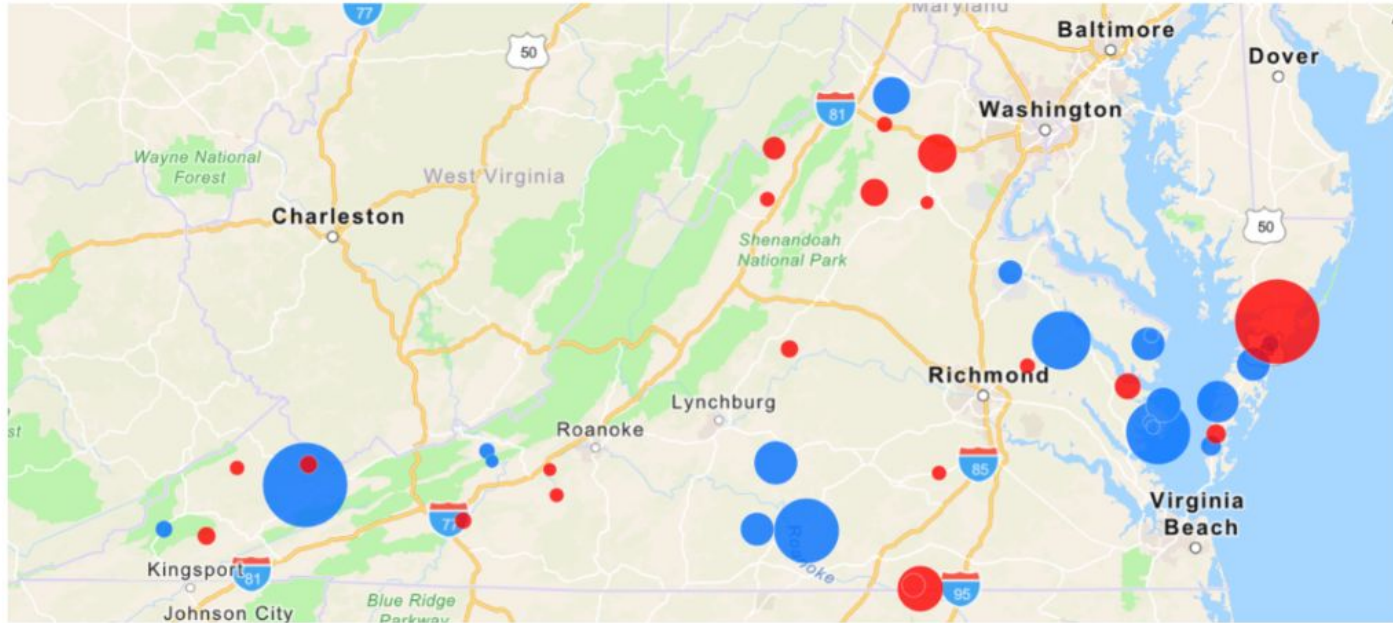 77
Maryland
50
Baltimore
Dover
81
Washington
Wayne National
Forest
West Virginia
Charleston
50
Shenandoah
National Park
Richmond
Lynchburg
Roanoke
85
77
Virginia
Beach
Roanoke
Kingsport
81
95
Johnson City
Blue Ridge
Parkway